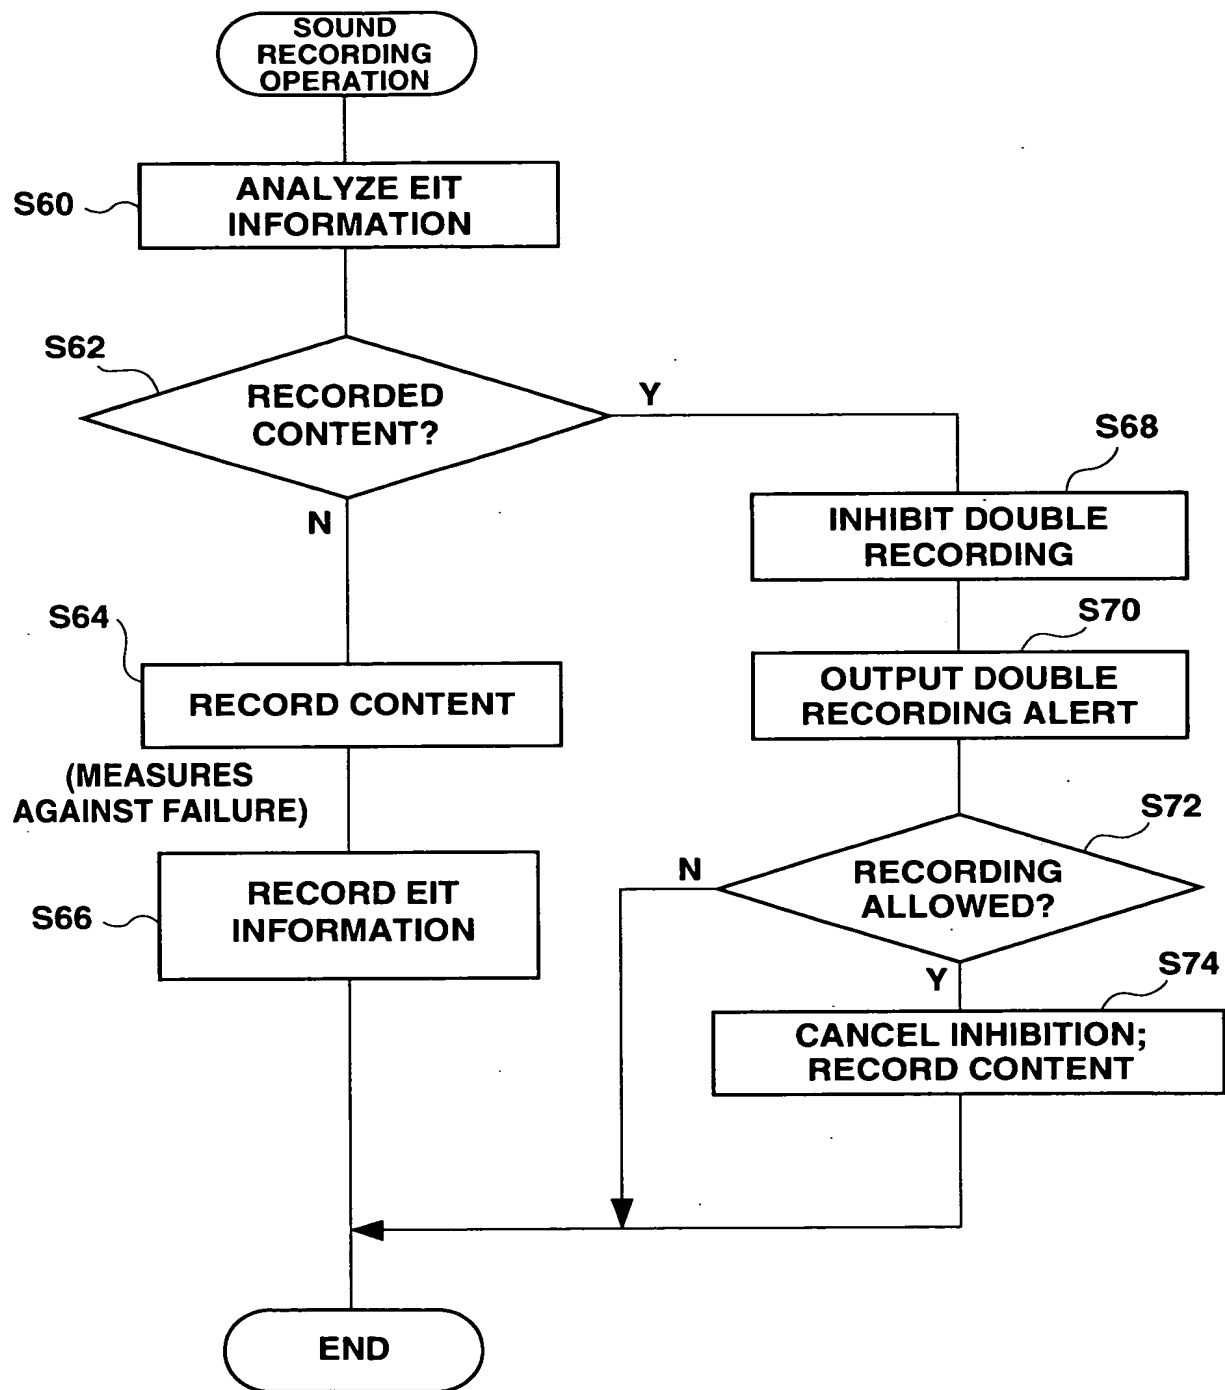 SOUND
RECORDING
OPERATION
S60
ANALYZE EIT
INFORMATION
S62
RECORDED
CONTENT?
Y
N
S68
INHIBIT DOUBLE
RECORDING
S64
RECORD CONTENT
S70
OUTPUT DOUBLE
RECORDING ALERT
(MEASURES
AGAINST FAILURE)
S72
RECORDING
ALLOWED?
N
Y
S66
RECORD EIT
INFORMATION
S74
CANCEL INHIBITION;
RECORD CONTENT
END